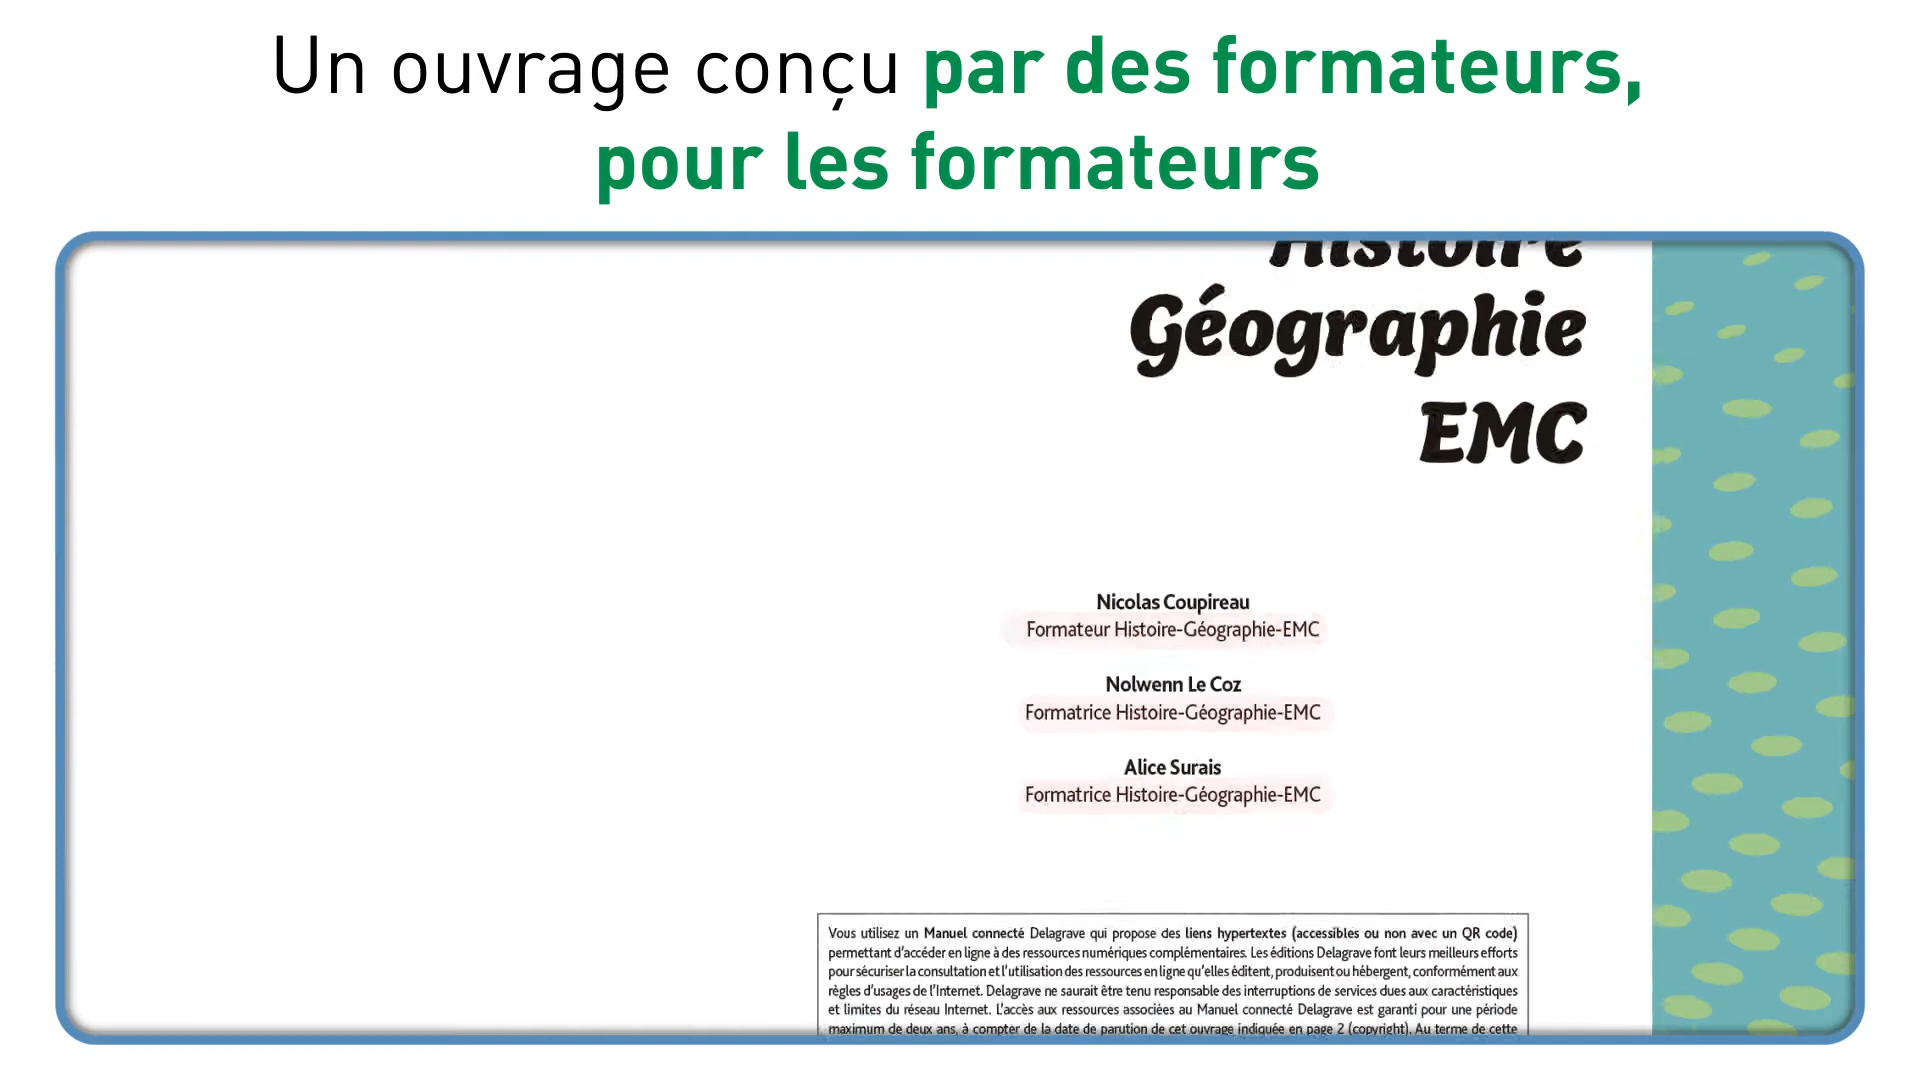 Un ouvrage conçu par des formateurs,
pour les formateurs
Histoire
Géographie
EMC
Nicolas Coupireau
Formateur Histoire-Géographie-EMC
Nolwenn Le Coz
Formatrice Histoire-Géographie-EMC
Alice Surais
Formatrice Histoire-Géographie-EMC
Vous utilisez un Manuel connecté Delagrave qui propose des liens hypertextes (accessibles ou non avec un QR code)
permettant d'accéder en ligne à des ressources numériques complémentaires. Les éditions Delagrave font leurs meilleurs efforts
pour sécuriser la consultation et l'utilisation des ressources en ligne qu'elles éditent, produisent ou hébergent, conformément aux
règles d'usages de l'Internet. Delagrave ne saurait être tenu responsable des interruptions de services dues aux caractéristiques
et limites du réseau Internet. L'accès aux ressources associées au Manuel connecté Delagrave est garanti pour une période
maximum de deux ans, à compter de la date de parution de cet ouvrage indiquée en page 2 (copyright). Au terme de cette